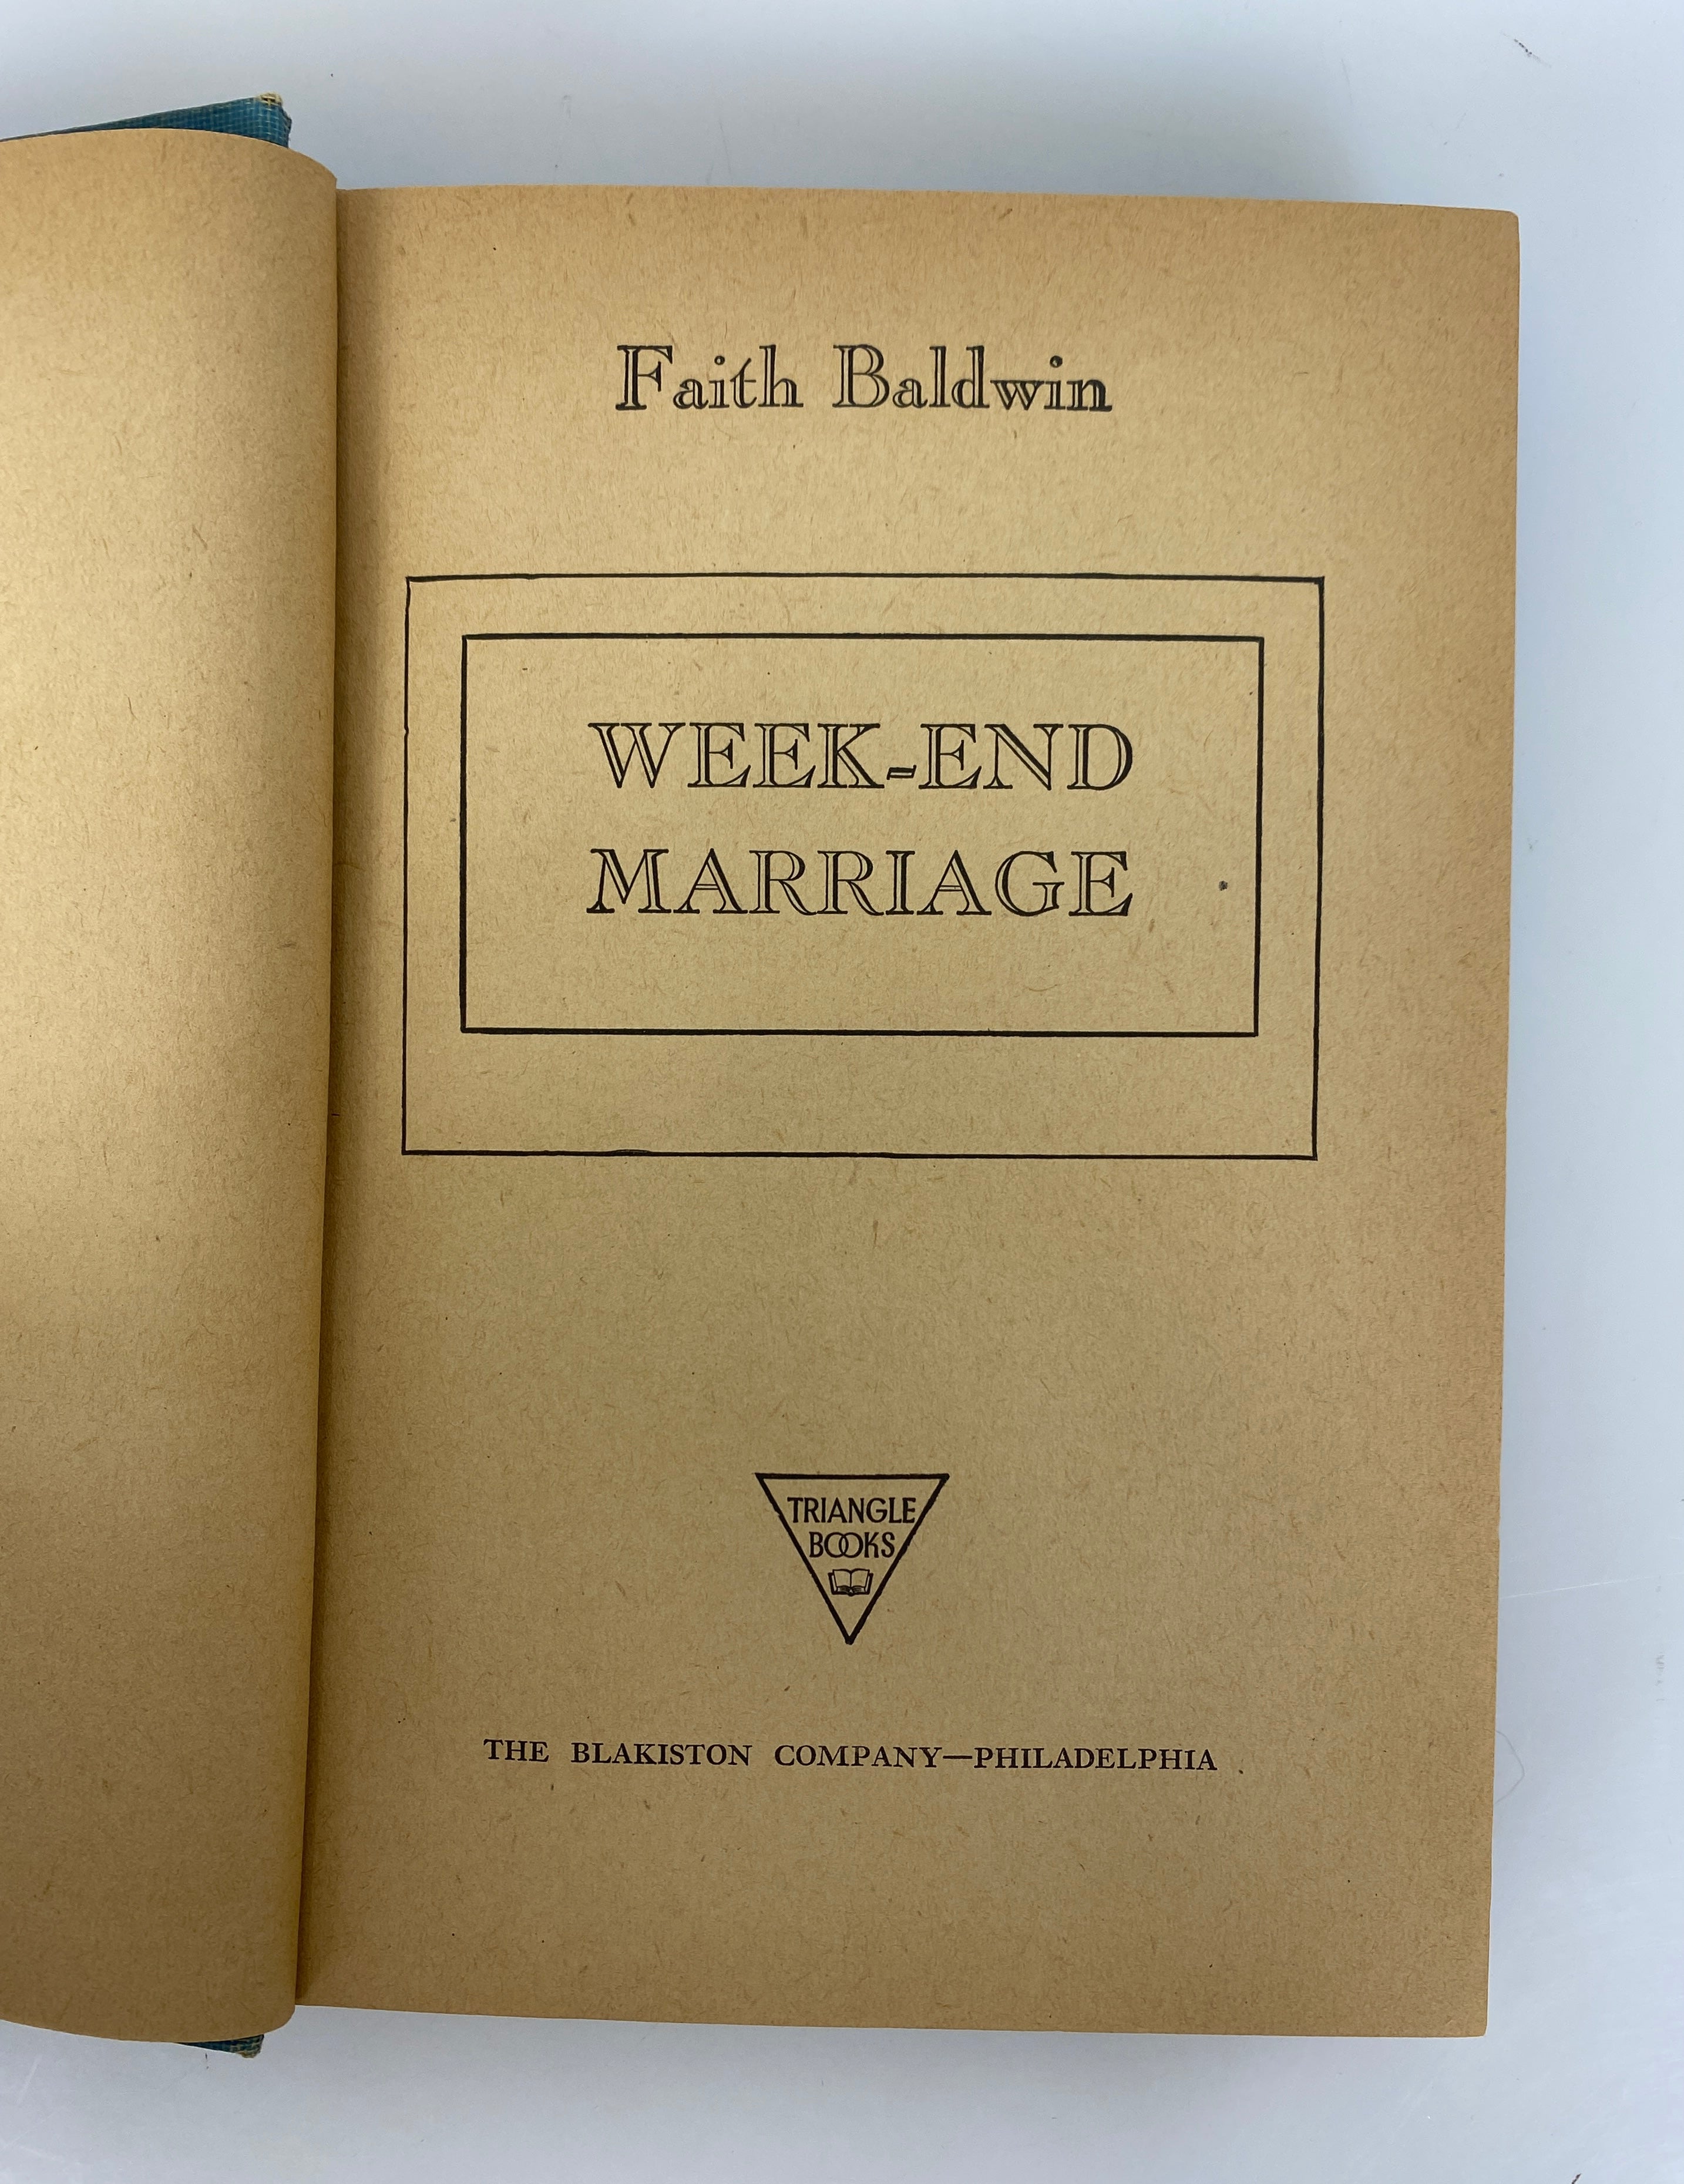 Faith Baldwin
WEEK-END
MARRIAGE
TRIANGLE
BOOKS
THE BLAKISTON COMPANY—PHILADELPHIA